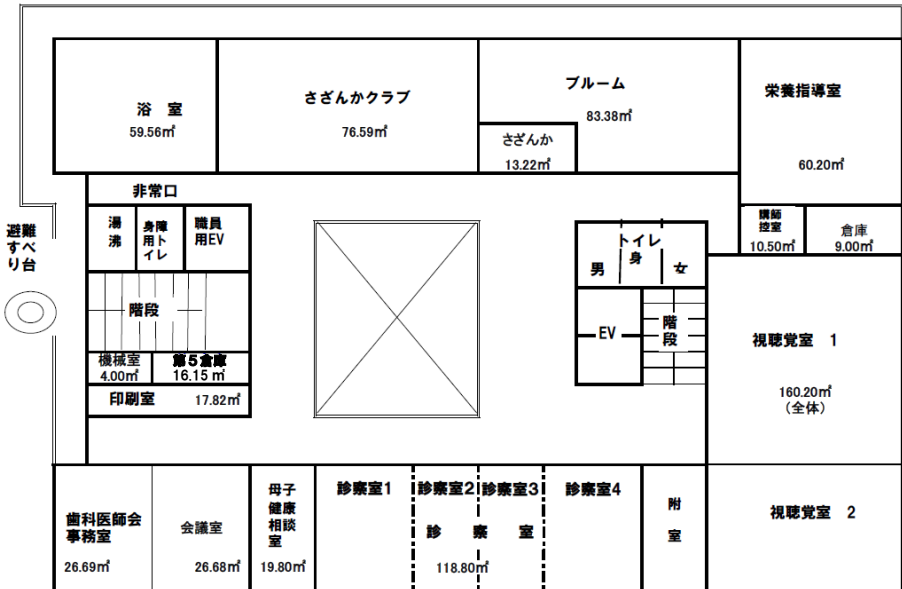 浴 室
59.56㎡
さざんかクラブ
76.59㎡
ブルーム
83.38㎡
さざんか
13.22㎡
栄養指導室
60.20㎡
非常口
避難
すべ
り台
湯
沸
身障
用ト
イレ
職員
用EV
講師
控室
10.50㎡
倉庫
9.00㎡
トイレ
男
身
女
階段
EV
階
段
視聴覚室 1
160.20㎡
(全体)
機械室
4.00㎡
第5倉庫
16.15 ㎡
印刷室 17.82㎡
歯科医師会
事務室
26.69㎡
会議室
26.68㎡
母子
健康
相談
室
19.80㎡
診察室1
診察室2
診察室3
診察室4
診 察 室
118.80㎡
附
室
視聴覚室 2